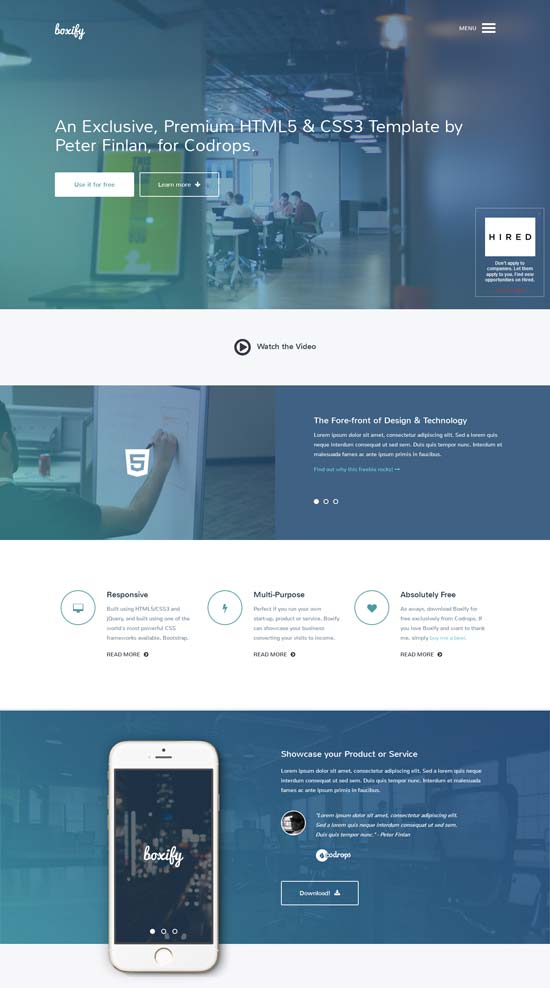 boxify
MENU
An Exclusive, Premium HTML5 & CSS3 Template by
Peter Finlan, for Codrops.
Use it for free
Learn more
HIRED
Don't apply to
companies. Let them
apply to you. Find new
opportunities on Hired.
Watch the Video
5
The Fore-front of Design & Technology
Lorem ipsum dolor sit amet, consectetur adipiscing elit. Sed a lorem quis
neque interdum consequat ut sed sem. Duis quis tempor nunc. Interdum et
malesuada fames ac ante ipsum primis in faucibus.
Find out why this freebie rocks!
Responsive
Built using HTML5/CSS3 and
jQuery, and built using one of the
world's most powerful CSS
frameworks available, Bootstrap.
READ MORE
Multi-Purpose
Perfect if you run your own
start-up, product or service. Boxify
can showcase your business
converting your visits to income.
READ MORE
Absolutely Free
As always, download Boxify for
free exclusively from Codrops. If
you love Boxify and want to thank
me, simply buy me a beer.
READ MORE
boxify
Showcase your Product or Service
Lorem ipsum dolor sit amet, consectetur adipiscing elit. Sed a lorem quis
neque interdum consequat ut sed sem. Duis quis tempor nunc. Interdum et malesuada
fames ac ante ipsum primis in faucibus.
"Lorem ipsum dolor sit amet, consectetur adipiscing elit.
Sed a lorem quis neque interdum consequat ut sed sem.
Duis quis tempor nunc." - Peter Finlan
codrops
Download!